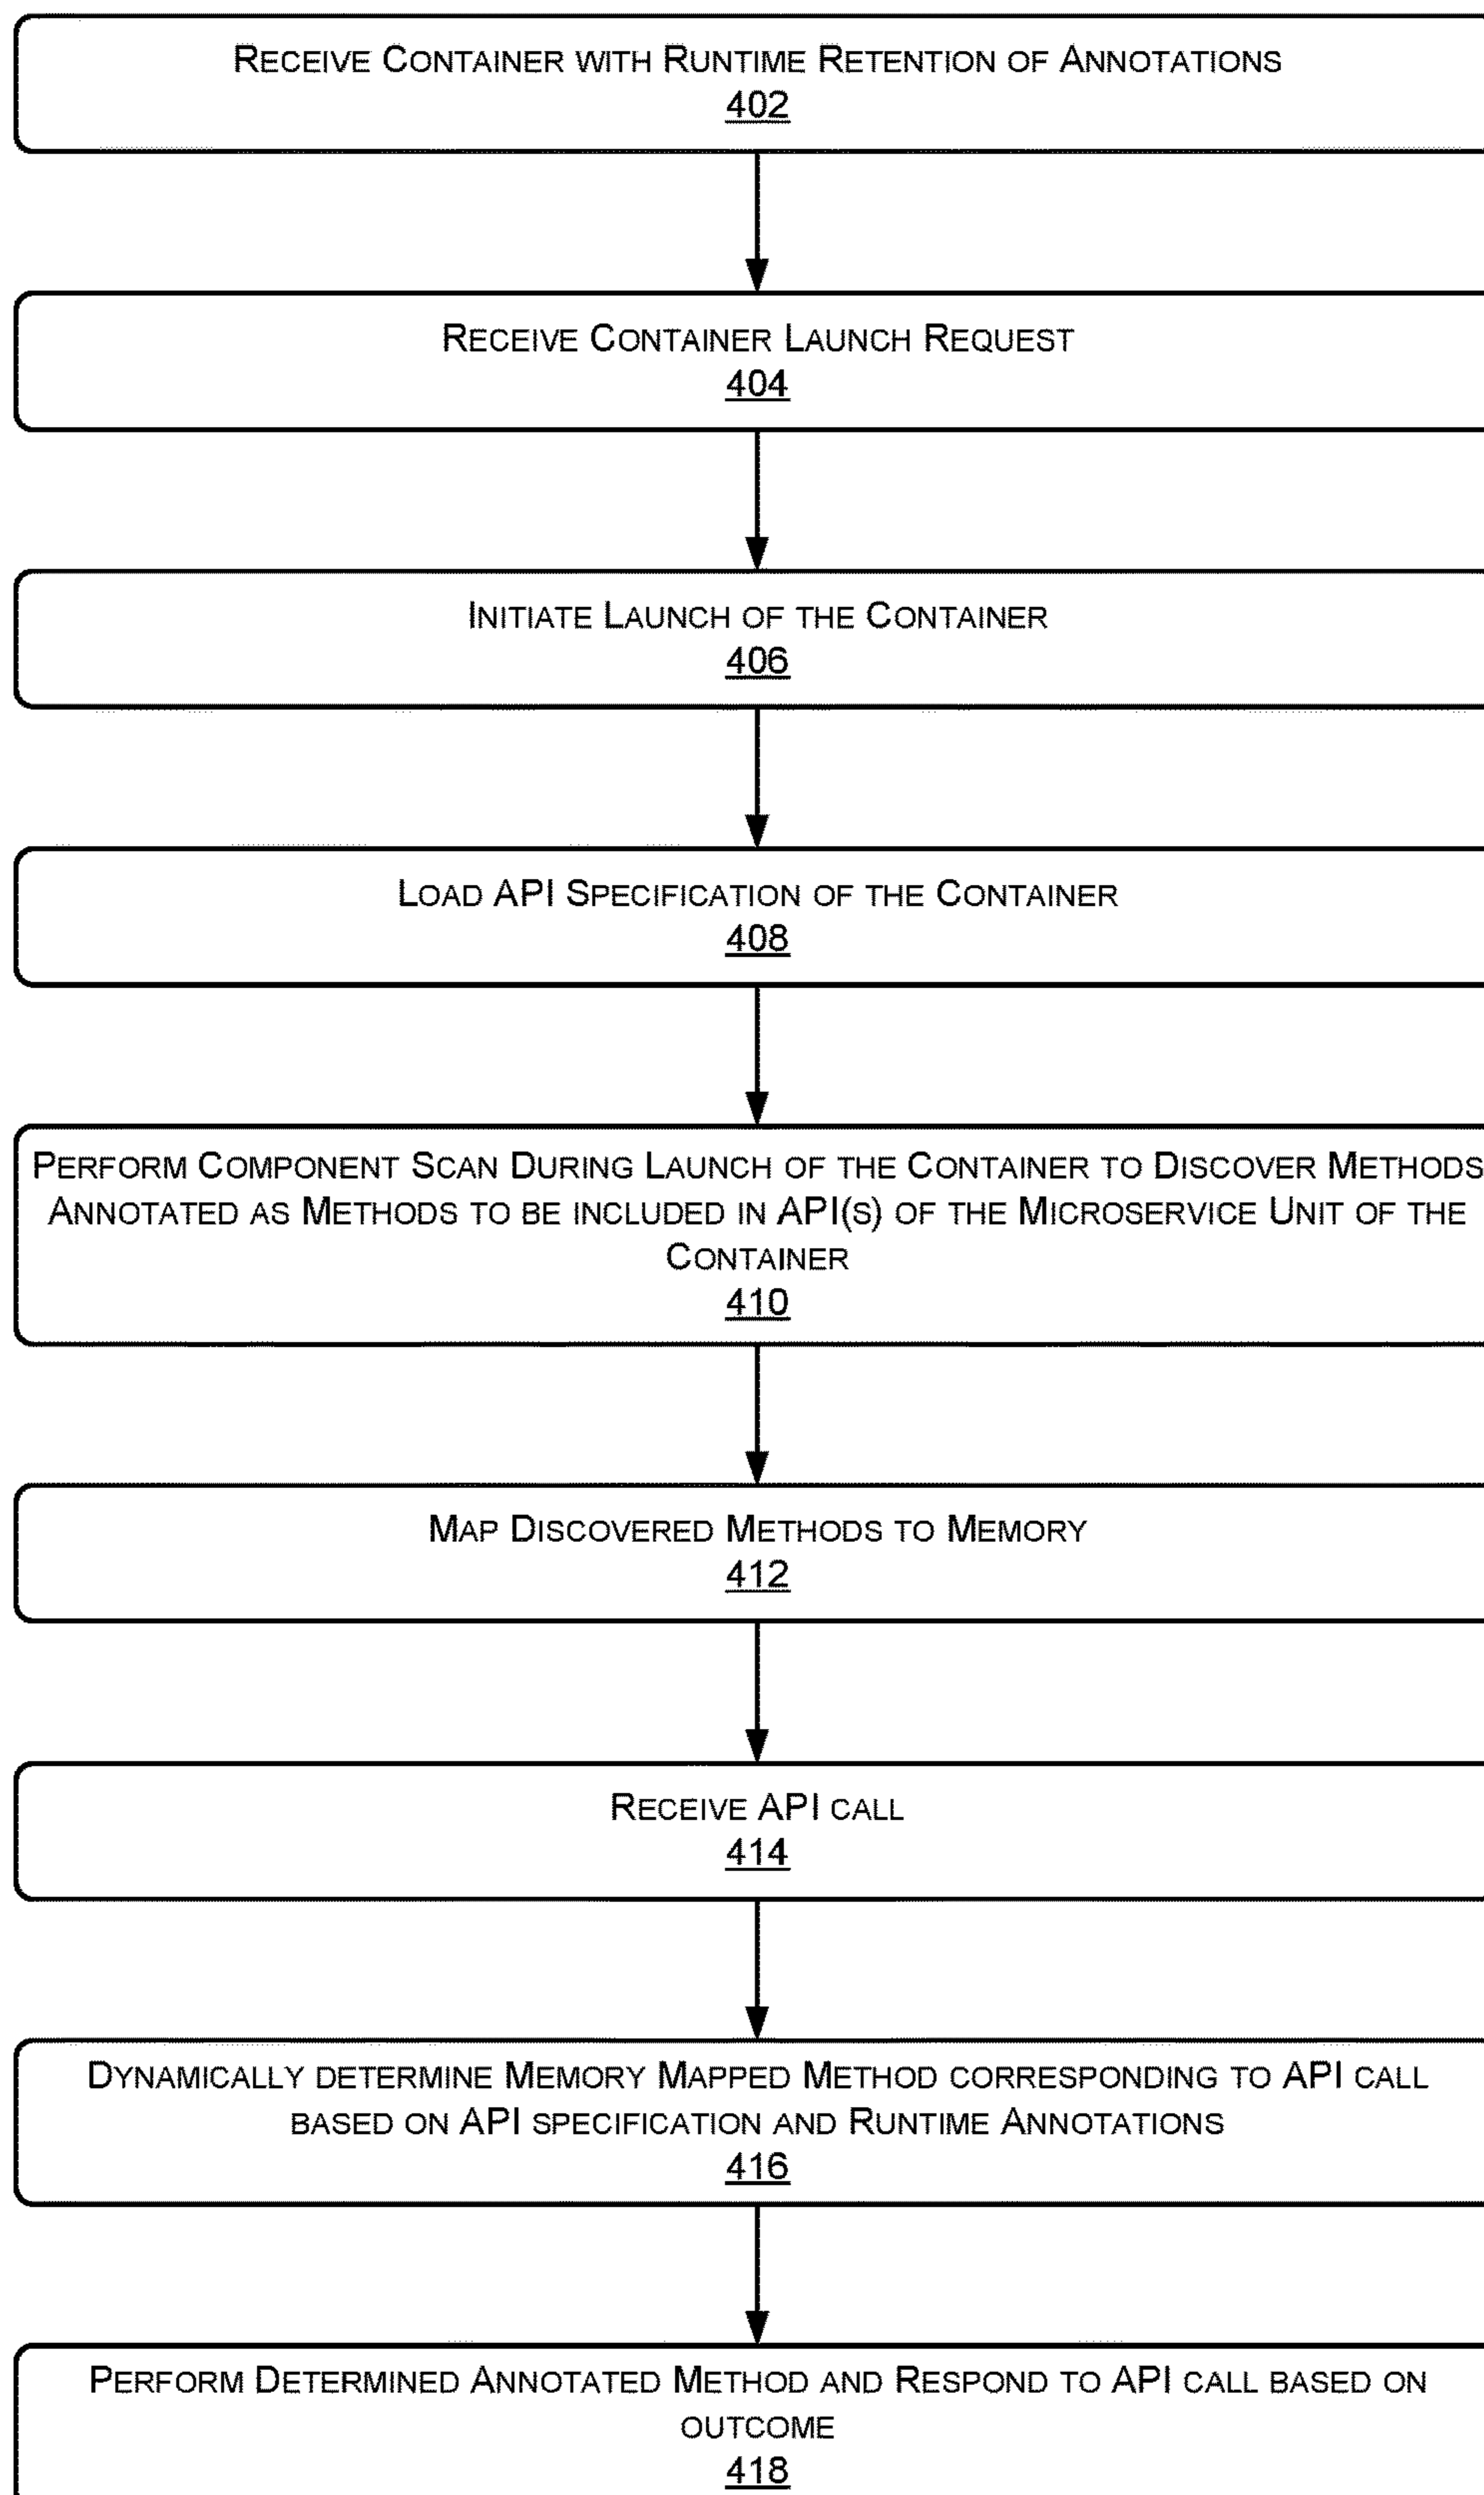 RECEIVE CONTAINER WITH RUNTIME RETENTION OF ANNOTATIONS
402
RECEIVE CONTAINER LAUNCH REQUEST
404
INITIATE LAUNCH OF THE CONTAINER
406
LOAD API SPECIFICATION OF THE CONTAINER
408
PERFORM COMPONENT SCAN DURING LAUNCH OF THE CONTAINER TO DISCOVER METHODS
ANNOTATED AS METHODS TO BE INCLUDED IN API(S) OF THE MICROSERVICE UNIT OF THE
CONTAINER
410
MAP DISCOVERED METHODS TO MEMORY
412
RECEIVE API CALL
414
DYNAMICALLY DETERMINE MEMORY MAPPED METHOD CORRESPONDING TO API CALL
BASED ON API SPECIFICATION AND RUNTIME ANNOTATIONS
416
PERFORM DETERMINED ANNOTATED METHOD AND RESPOND TO API CALL BASED ON
OUTCOME
418